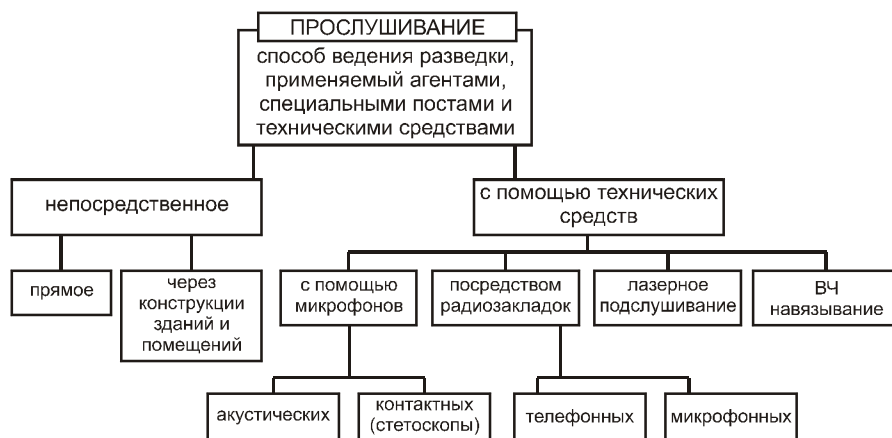 ПРОСЛУШИВАНИЕ
способ ведения разведки,
применяемый агентами,
специальными постами и
техническими средствами
непосредственное
с помощью технических
средств
прямое
через
конструкции
зданий и
помещений
с помощью
микрофонов
посредством
радиозакладок
лазерное
подслушивание
ВЧ
навязывание
акустических
контактных
(стетоскопы)
телефонных
микрофонных